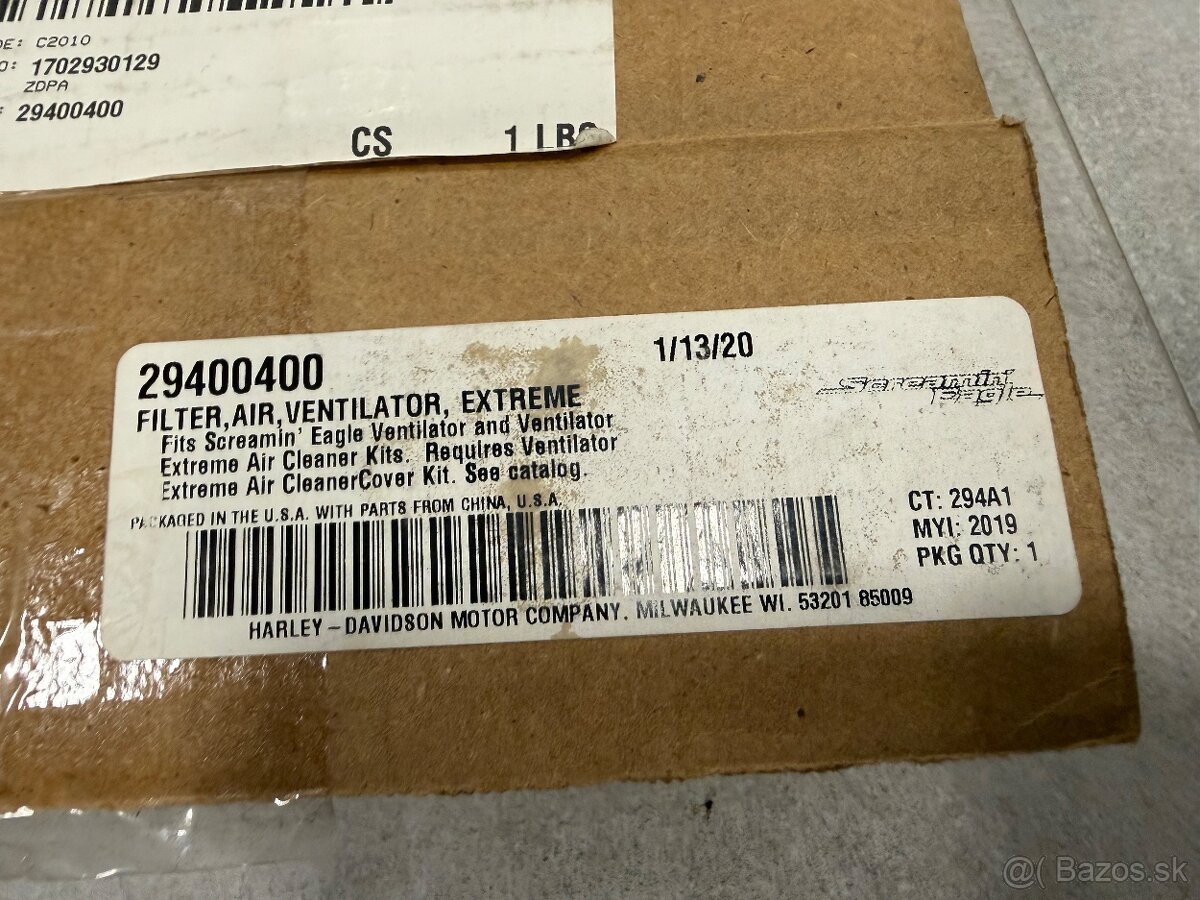 DE: C2010
O: 1702930129
ZDPA
29400400
CS 1 LBS
29400400
1/13/20
FILTER,AIR,VENTILATOR, EXTREME
Fits Screamin' Eagle Ventilator and Ventilator
Extreme Air Cleaner Kits. Requires Ventilator
Extreme Air CleanerCover Kit. See catalog.
Screamin' Eagle
PACKAGED IN THE U.S.A. WITH PARTS FROM CHINA, U.S.A.
CT: 294A1
MYI: 2019
PKG QTY: 1
HARLEY-DAVIDSON MOTOR COMPANY. MILWAUKEE WI. 53201 85009
@( Bazos.sk